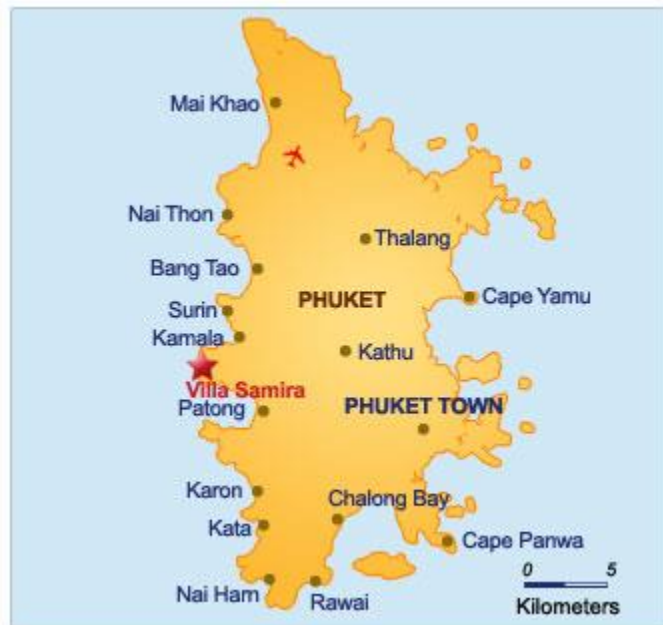 Mai Khao
Nai Thon
Thalang
Bang Tao
PHUKET
Cape Yamu
Surin
Kamala
Kathu
Villa Samira
Patong
PHUKET TOWN
Karon
Chalong Bay
Kata
Cape Panwa
Nai Ham
Rawai
0 5
Kilometers